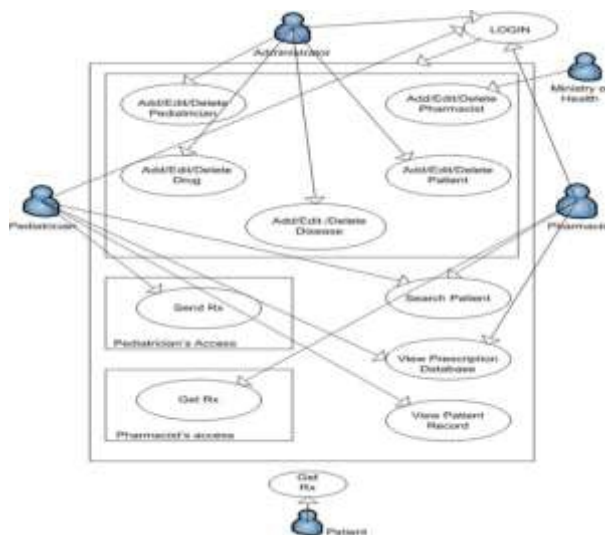 LOGIN
Administrator
Add/Edit/Delete
Pediatrician
Add/Edit/Delete
Pharmacist
Ministry of
Health
Add/Edit/Delete
Drug
Add/Edit/Delete
Patient
Pediatrician
Add/Edit /Delete
Disease
Pharmacist
Send Rx
Search Patient
Pediatrician's Access
View Prescription
Database
Get Rx
View Patient
Record
Pharmacist's access
Get
Rx
Patient